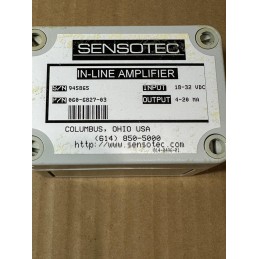 SENSOTEC
IN-LINE AMPLIFIER
S/N 945865 INPUT 18-32 VDC
P/N 060-6827-03 OUTPUT 4-20 MA
COLUMBUS, OHIO USA
(614) 850-5000
http://www.sensotec.com